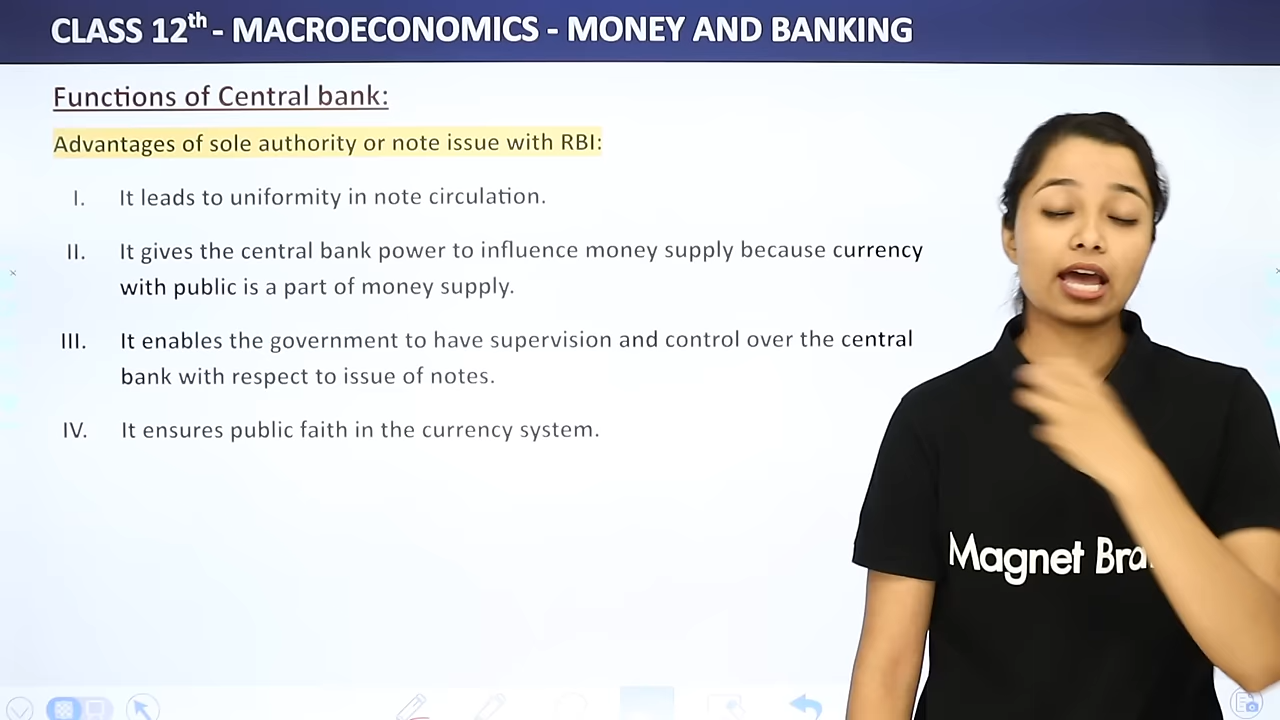 CLASS 12th - MACROECONOMICS - MONEY AND BANKING
Functions of Central bank:
Advantages of sole authority or note issue with RBI:
I. It leads to uniformity in note circulation.
II. It gives the central bank power to influence money supply because currency
with public is a part of money supply.
III. It enables the government to have supervision and control over the central
bank with respect to issue of notes.
IV. It ensures public faith in the currency system.
Magnet